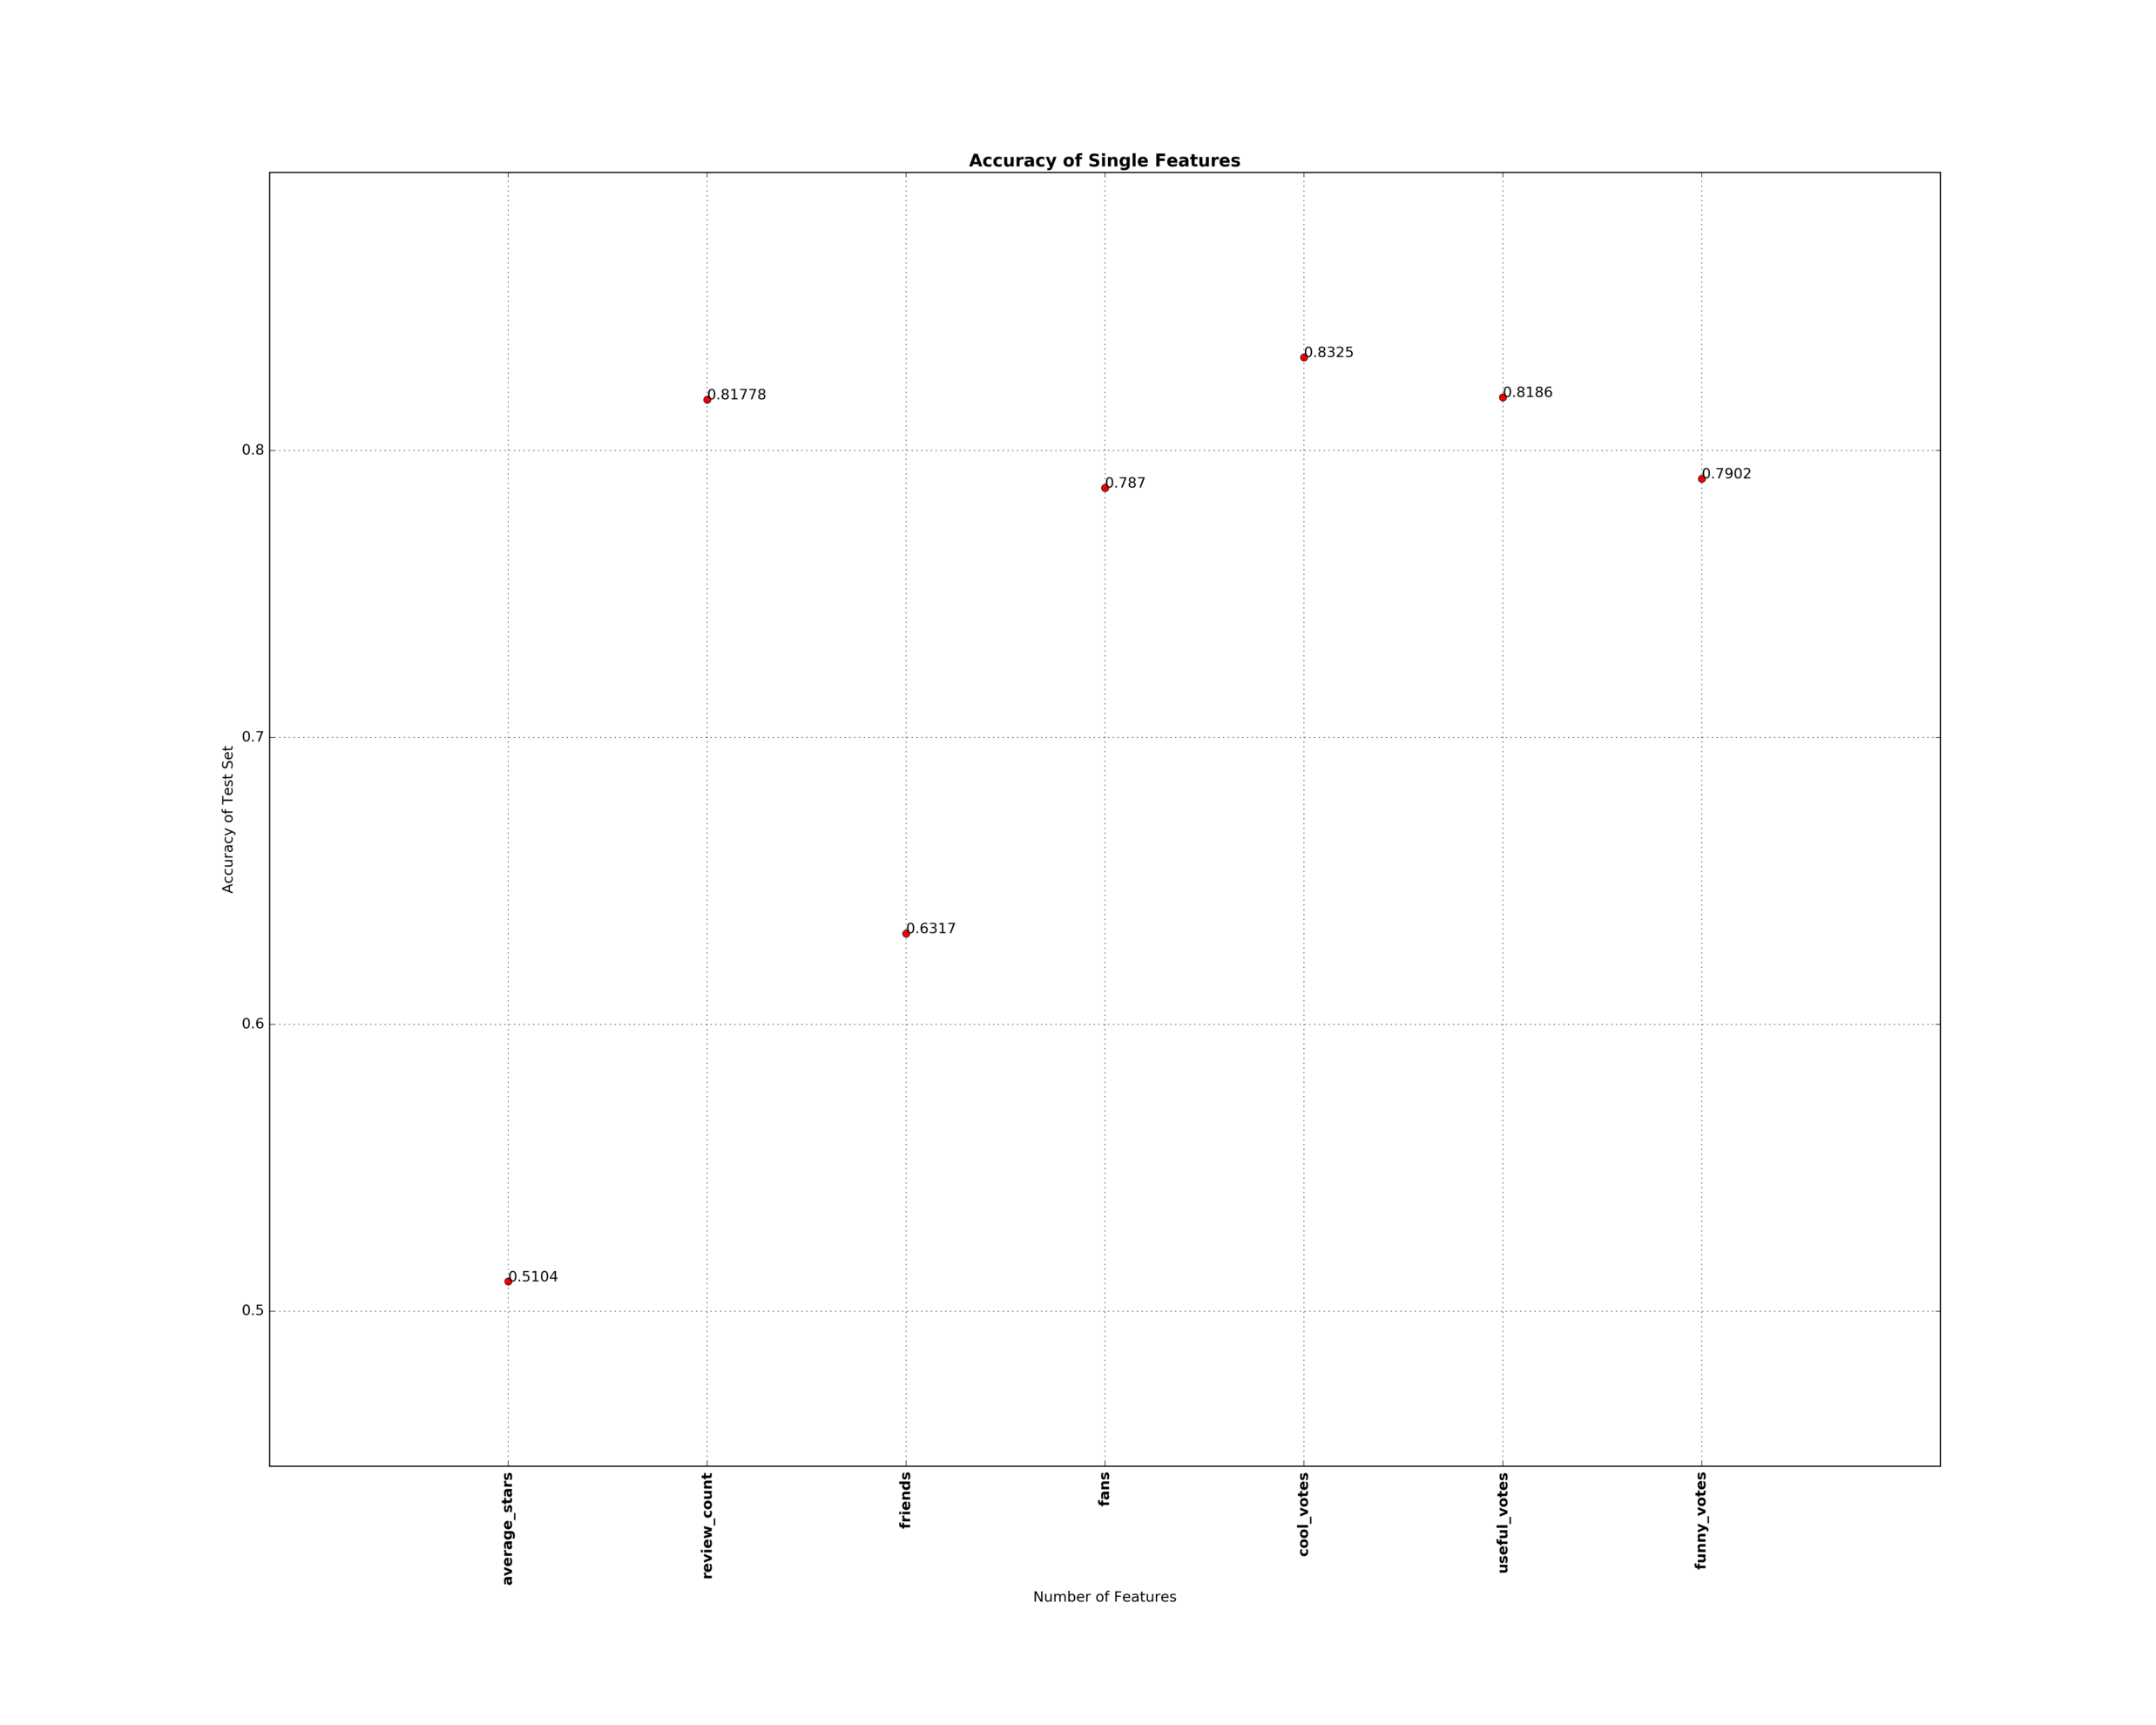 Accuracy of Single Features
0.8325
0.81778
0.8186
0.8
0.787
0.7902
0.7
Accuracy of Test Set
0.6317
0.6
0.5104
0.5
average_stars
review_count
friends
fans
cool_votes
useful_votes
funny_votes
Number of Features